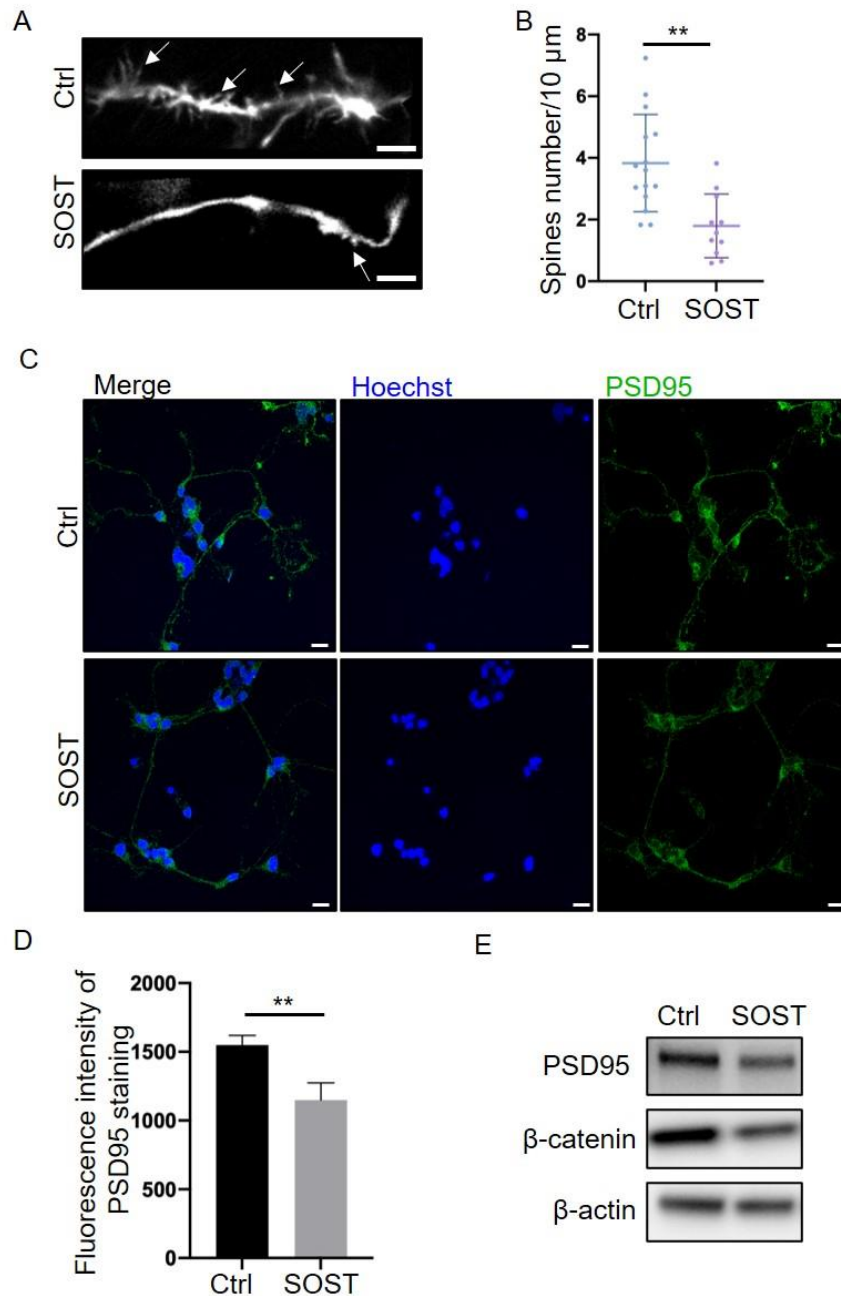 A
Ctrl
SOST
B
**
Spines number/10 μm
8
6
4
2
0
Ctrl SOST
C
Merge Hoechst PSD95
Ctrl
SOST
D
Fluorescence intensity of
PSD95 staining
2000
1500
1000
500
0
**
Ctrl SOST
E
Ctrl SOST
PSD95
β-catenin
β-actin